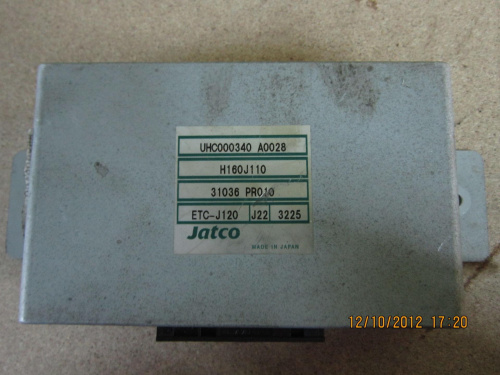 UHC000340 A0028
H160J110
31036 PR010
ETC-J120 J22 3225
Jatco
MADE IN JAPAN
12/10/2012 17:20